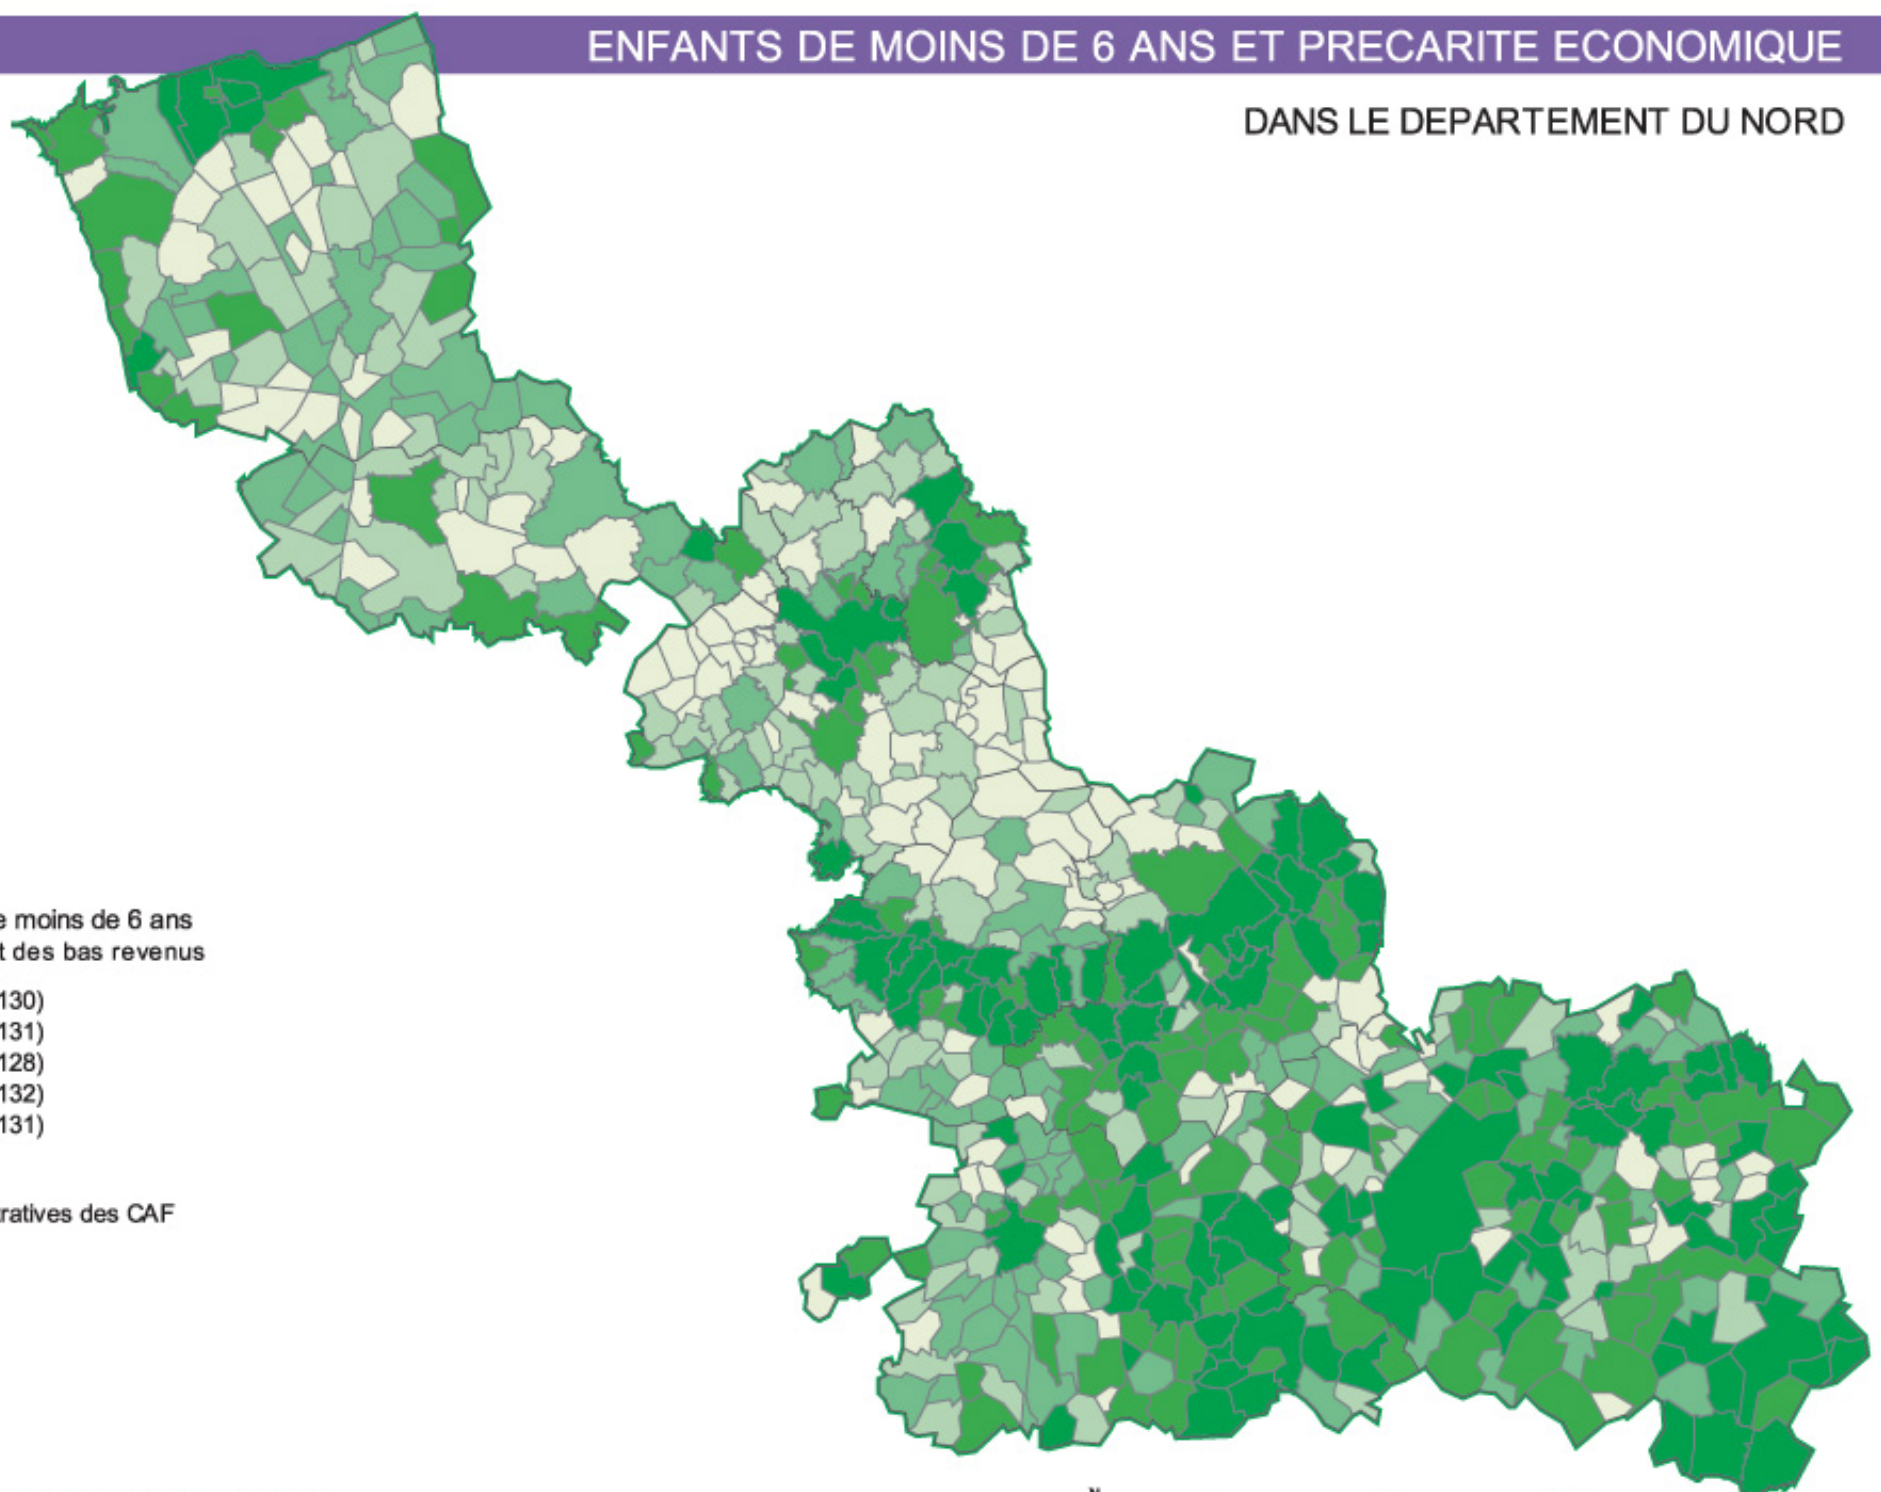 ENFANTS DE MOINS DE 6 ANS ET PRECARITE ECONOMIQUE
DANS LE DEPARTEMENT DU NORD
e moins de 6 ans
t des bas revenus
130)
131)
128)
132)
131)
ratives des CAF
N